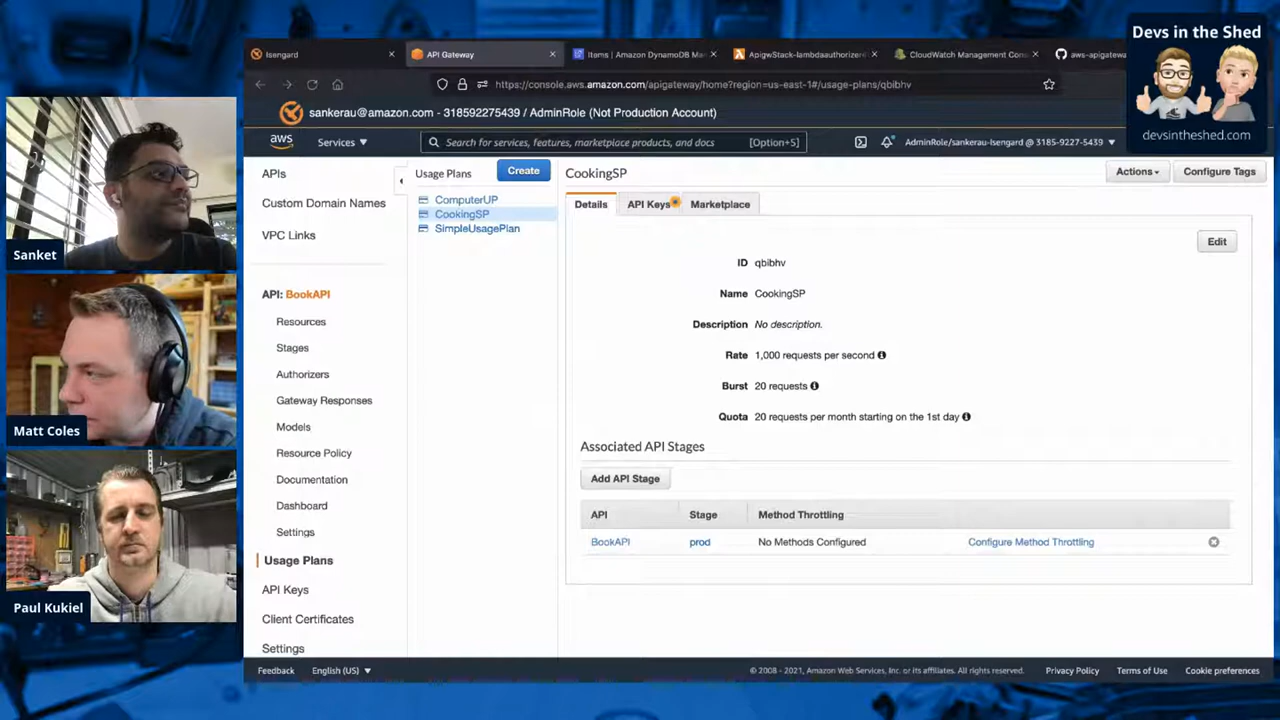 Devs in the Shed
devsintheshed.com
Sanket
Matt Coles
Paul Kukiel
Isengard
API Gateway
Items | Amazon DynamoDB Ma
ApigwStack-lambdaauthorizer
CloudWatch Management Con
aws-apigatewa
https://console.aws.amazon.com/apigateway/home?region=us-east-1#/usage-plans/qbibhv
sankerau@amazon.com - 318592275439 / AdminRole (Not Production Account)
aws
Services
Search for services, features, marketplace products, and docs
[Option+S]
AdminRole/sankerau-Isengard @ 3185-9227-5439
APIs
Custom Domain Names
VPC Links
API: BookAPI
Resources
Stages
Authorizers
Gateway Responses
Models
Resource Policy
Documentation
Dashboard
Settings
Usage Plans
API Keys
Client Certificates
Settings
Usage Plans
Create
ComputerUP
CookingSP
SimpleUsagePlan
CookingSP
Actions
Configure Tags
Details
API Keys
Marketplace
Edit
ID qbibhv
Name CookingSP
Description No description.
Rate 1,000 requests per second
Burst 20 requests
Quota 20 requests per month starting on the 1st day
Associated API Stages
Add API Stage
API Stage Method Throttling
BookAPI prod No Methods Configured Configure Method Throttling
Feedback
English (US)
© 2008 - 2021, Amazon Web Services, Inc. or its affiliates. All rights reserved.
Privacy Policy
Terms of Use
Cookie preferences